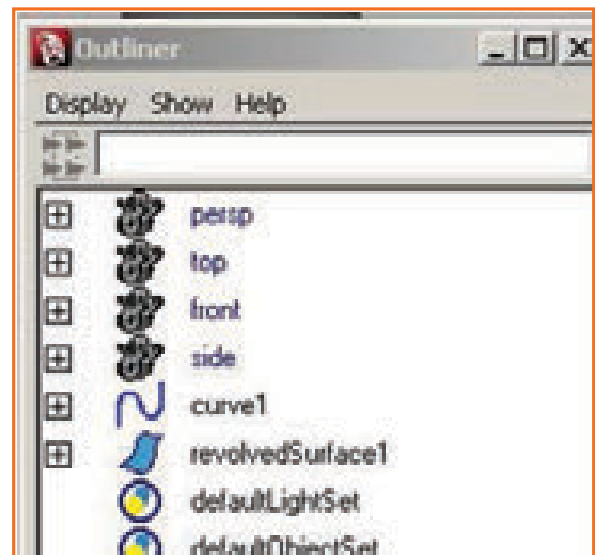 Outliner
Display Show Help
persp
top
front
side
curve1
revolvedSurface1
defaultLightSet
defaultObjectSet